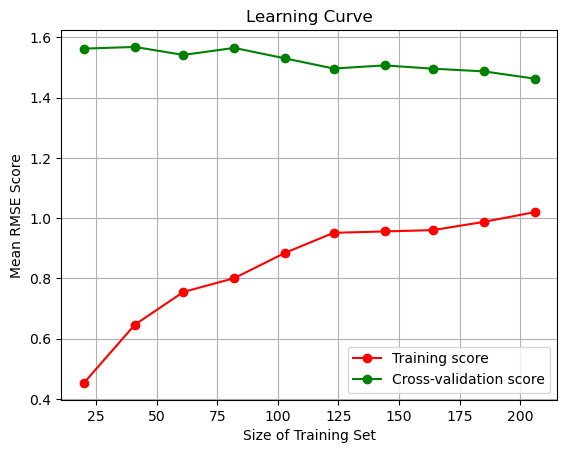 Learning Curve
Mean RMSE Score
1.6
1.4
1.2
1.0
0.8
0.6
0.4
Training score
Cross-validation score
25 50 75 100 125 150 175 200
Size of Training Set